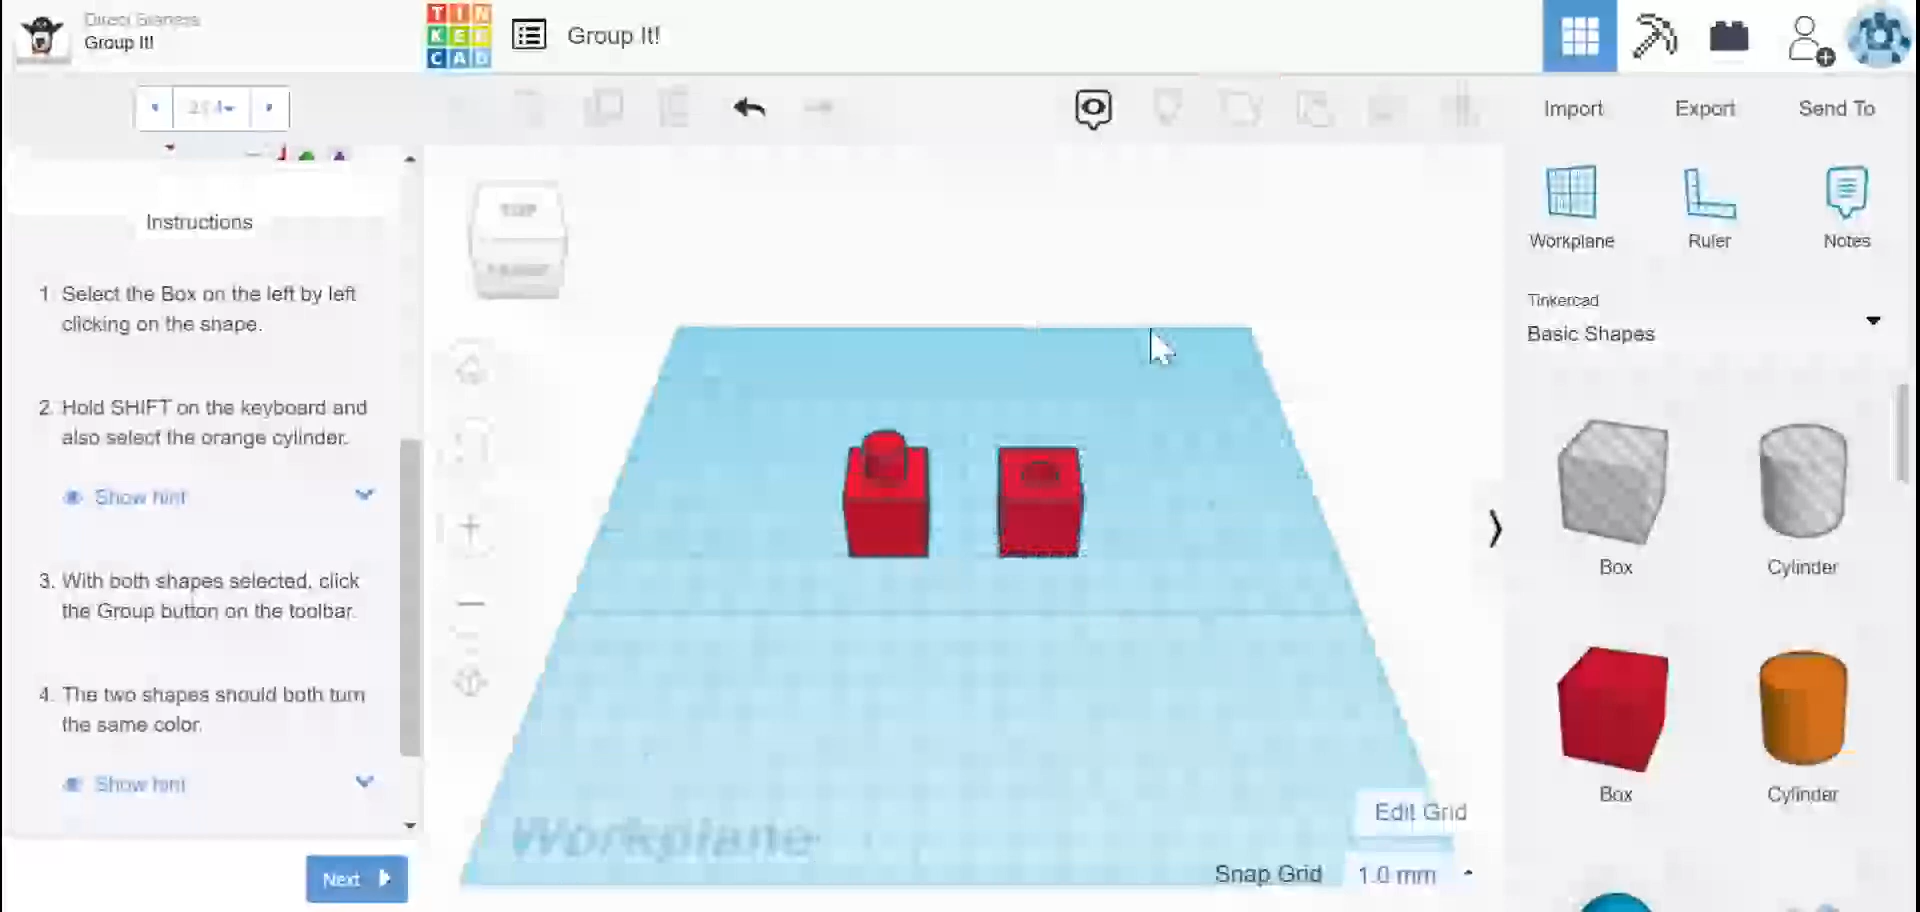 Group It!
TIN
KER
CAD
Group It!
Import
Export
Send To
Instructions
TOP
Workplane
Ruler
Notes
1. Select the Box on the left by left
clicking on the shape.
2. Hold SHIFT on the keyboard and
also select the orange cylinder.
Show hint
3. With both shapes selected, click
the Group button on the toolbar.
4. The two shapes should both turn
the same color.
Show hint
Next
Tinkercad
Basic Shapes
Box
Cylinder
Box
Cylinder
Workplane
Edit Grid
Snap Grid
1.0 mm